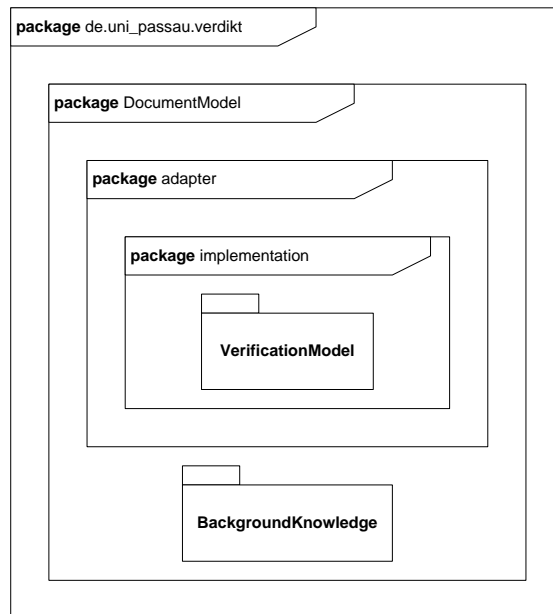 package de.uni_passau.verdikt
package DocumentModel
package adapter
package implementation
VerificationModel
BackgroundKnowledge